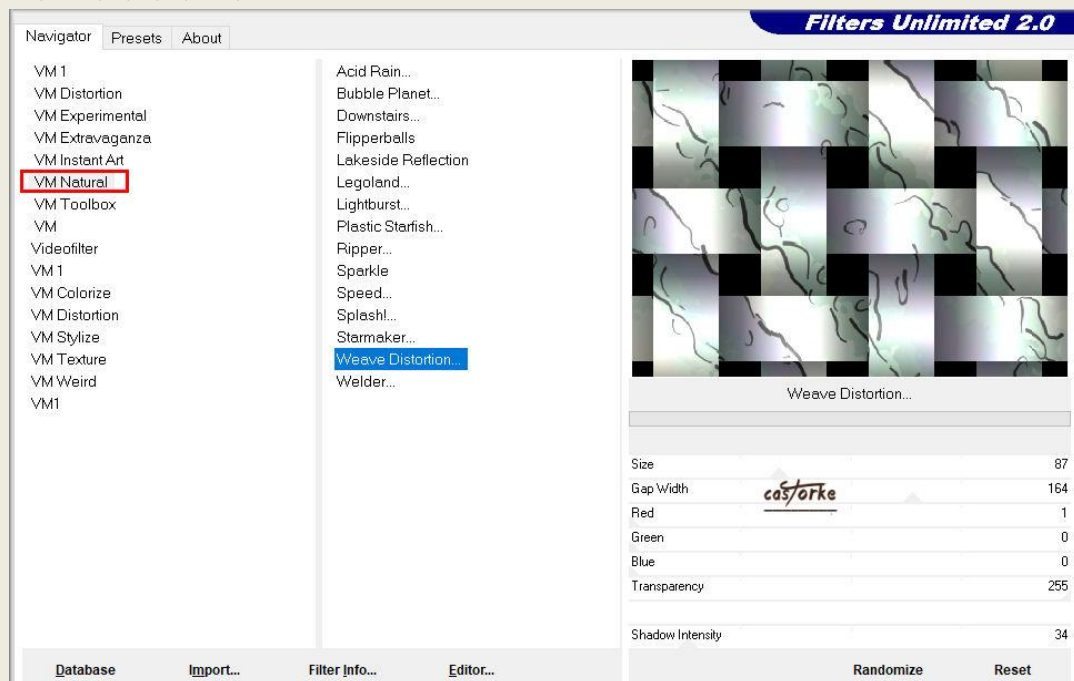 Filters Unlimited 2.0
Navigator Presets About
VM 1
VM Distortion
VM Experimental
VM Extravaganza
VM Instant Art
VM Natural
VM Toolbox
VM
Videofilter
VM 1
VM Colorize
VM Distortion
VM Stylize
VM Texture
VM Weird
VM1
Acid Rain...
Bubble Planet...
Downstairs...
Flipperballs
Lakeside Reflection
Legoland...
Lightburst...
Plastic Starfish...
Ripper...
Sparkle
Speed...
Splash!...
Starmaker...
Weave Distortion...
Welder...
Weave Distortion...
Size 87
Gap Width 164
castorke
Red 1
Green 0
Blue 0
Transparency 255
Shadow Intensity 34
Database Import... Filter Info... Editor... Randomize Reset